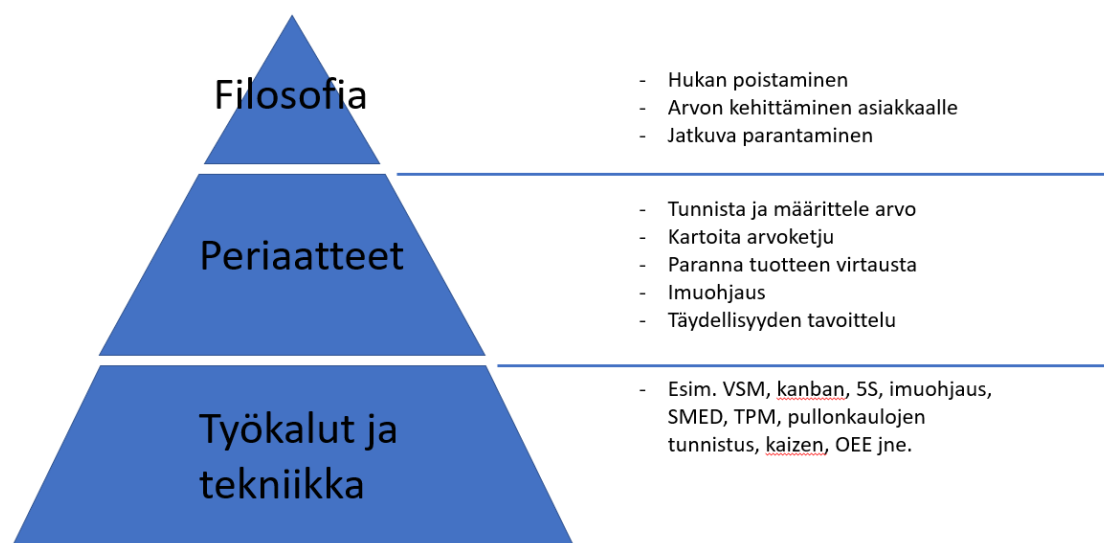 Filosofia
- Hukan poistaminen
- Arvon kehittäminen asiakkaalle
- Jatkuva parantaminen
Periaatteet
- Tunnista ja määrittele arvo
- Kartoita arvoketju
- Paranna tuotteen virtausta
- Imuohjaus
- Täydellisyyden tavoittelu
Työkalut ja
tekniikka
- Esim. VSM, kanban, 5S, imuohjaus,
SMED, TPM, pullonkaulojen
tunnistus, kaizen, OEE jne.